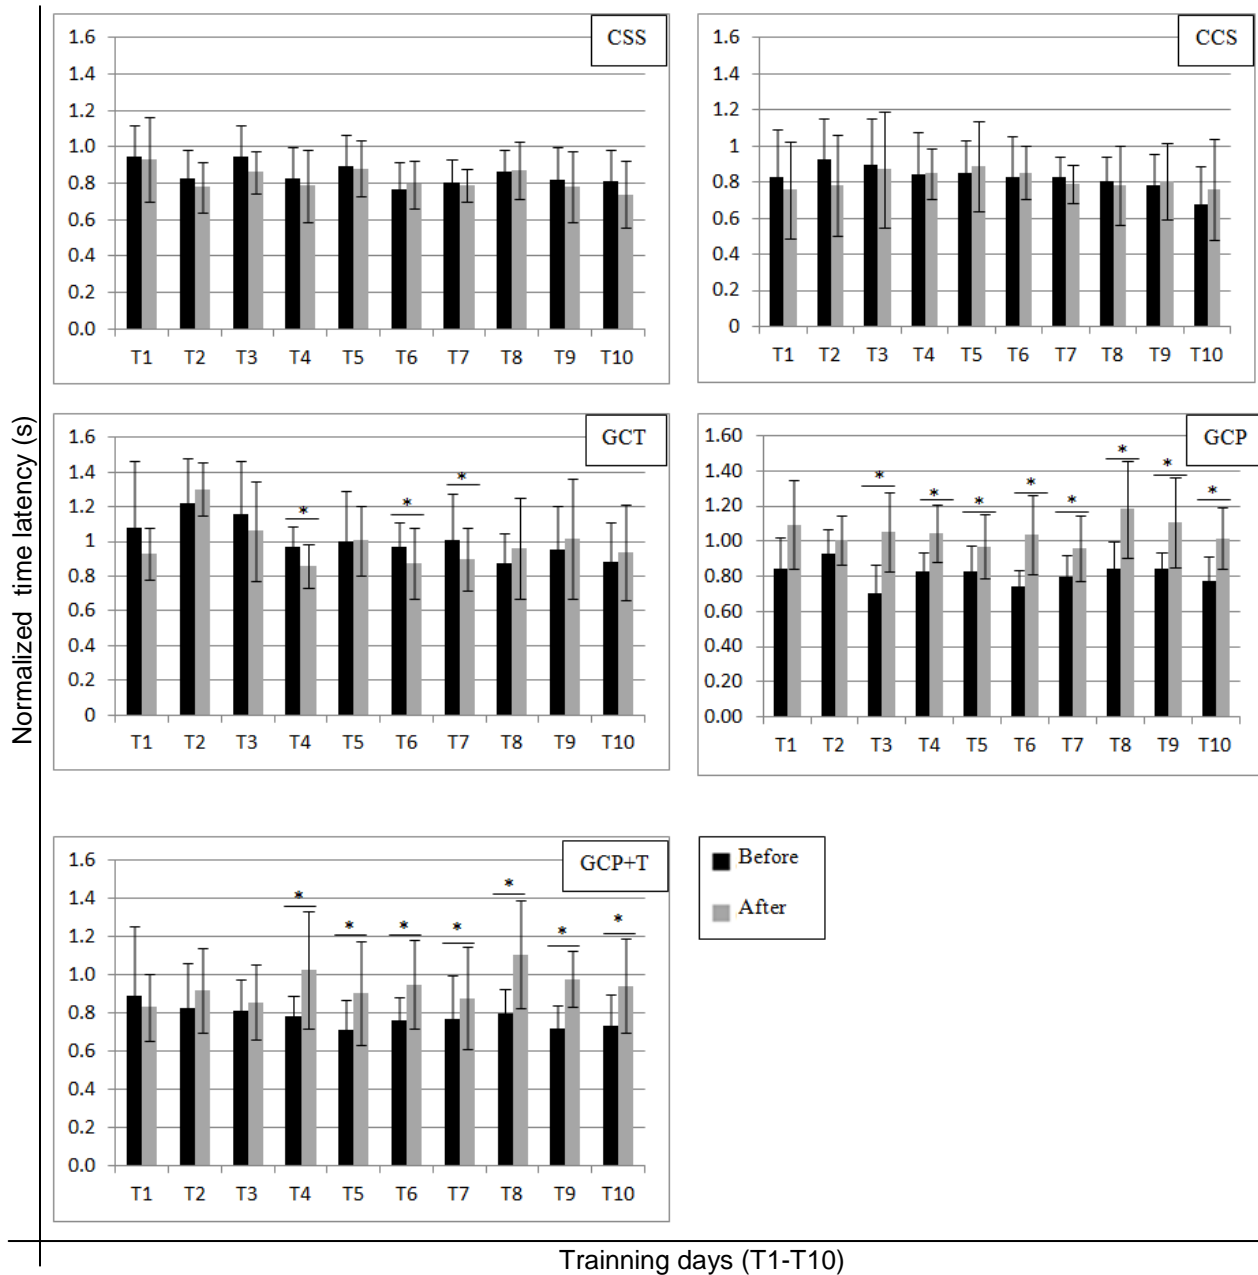 CSS
1.6
1.4
1.2
1.0
0.8
0.6
0.4
0.2
0.0
T1 T2 T3 T4 T5 T6 T7 T8 T9 T10
CCS
1.6
1.4
1.2
1
0.8
0.6
0.4
0.2
0
T1 T2 T3 T4 T5 T6 T7 T8 T9 T10
Normalized time latency (s)
GCT
1.6
1.4
1.2
1
0.8
0.6
0.4
0.2
0
* * *
T1 T2 T3 T4 T5 T6 T7 T8 T9 T10
GCP
1.60
1.40
1.20
1.00
0.80
0.60
0.40
0.20
0.00
* * * * * * * *
T1 T2 T3 T4 T5 T6 T7 T8 T9 T10
GCP+T
1.6
1.4
1.2
1.0
0.8
0.6
0.4
0.2
0.0
* * * * * * *
T1 T2 T3 T4 T5 T6 T7 T8 T9 T10
Before
After
Trainning days (T1-T10)